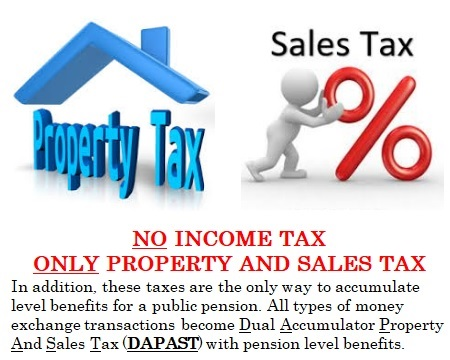 Property Tax
Sales Tax
%
NO INCOME TAX
ONLY PROPERTY AND SALES TAX
In addition, these taxes are the only way to accumulate
level benefits for a public pension. All types of money
exchange transactions become Dual Accumulator Property
And Sales Tax (DAPAST) with pension level benefits.